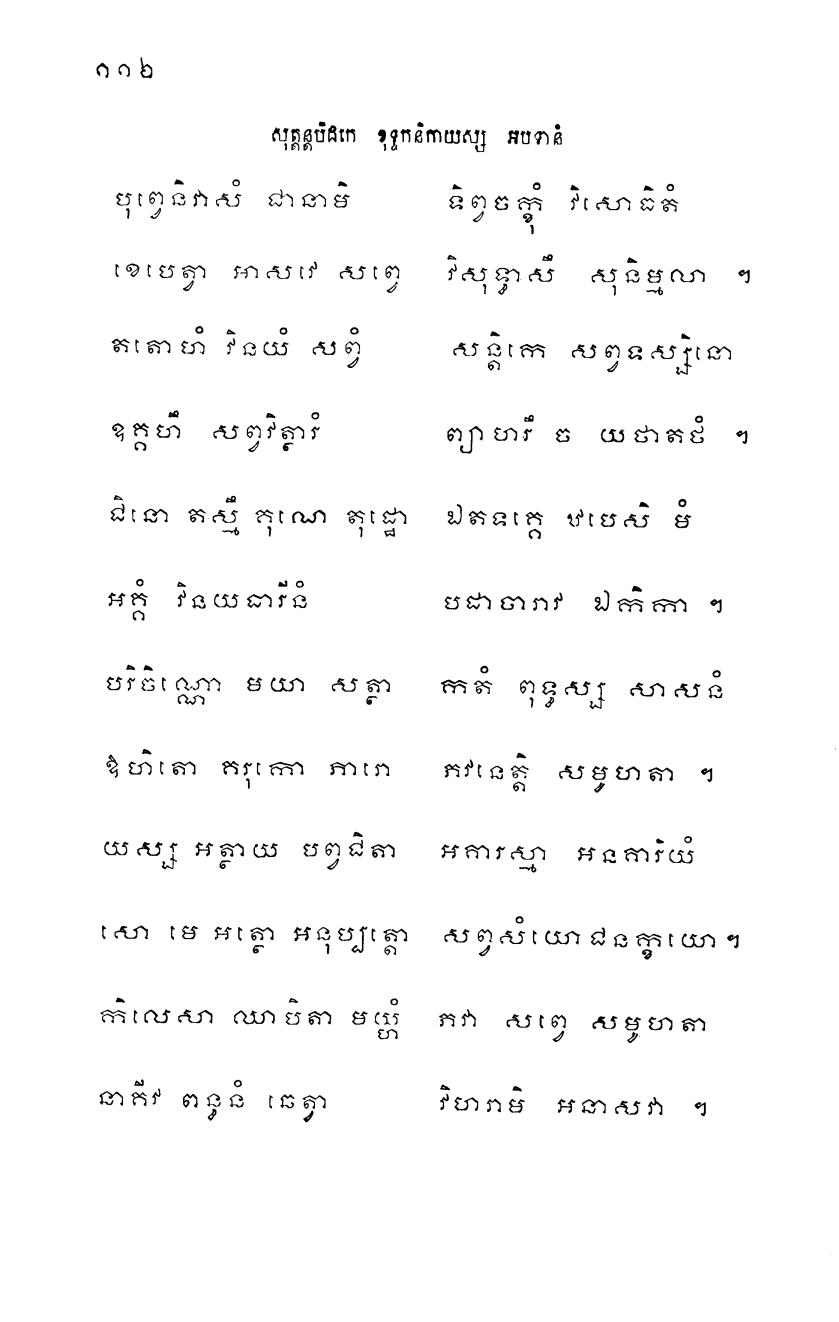 ១១៦
សុត្តន្តបិដកេ ខុទ្ទកនិកាយស្ស អបទានំ
បុព្វេនិវាសំ ជានាមិ ទិព្វចក្ខុំ វិសោធិតំ
ខេបេត្វា អាសវេ សព្វេ វិសុទ្ធាសឹ សុនិម្មលា ។
តតោហំ វិនយំ សព្វំ សន្តិកេ សព្វទស្សិនោ
ឧគ្គហឹ សព្វវិត្ថារំ ព្យាហរឹ ច យថាតថំ ។
ជិនោ តស្មឹ គុណេ តុដ្ឋោ ឯតទគ្គេ ឋបេសិ មំ
អគ្គំ វិនយធារីនំ បដាចារាវ ឯកិកា ។
បរិចិណ្ណោ មយា សត្ថា កតំ ពុទ្ធស្ស សាសនំ
ឱហិតោ គរុកោ ភារោ ភវនេត្តិ សមូហតា ។
យស្ស អត្ថាយ បព្វជិតា អគារស្មា អនគារិយំ
សោ មេ អត្ថោ អនុប្បត្តោ សព្វសំយោជនក្ខយោ។
កិលេសា ឈាបិតា មយ្ហំ ភវា សព្វេ សមូហតា
នាគីវ ពន្ធនំ ឆេត្វា វិហរាមិ អនាសវា ។